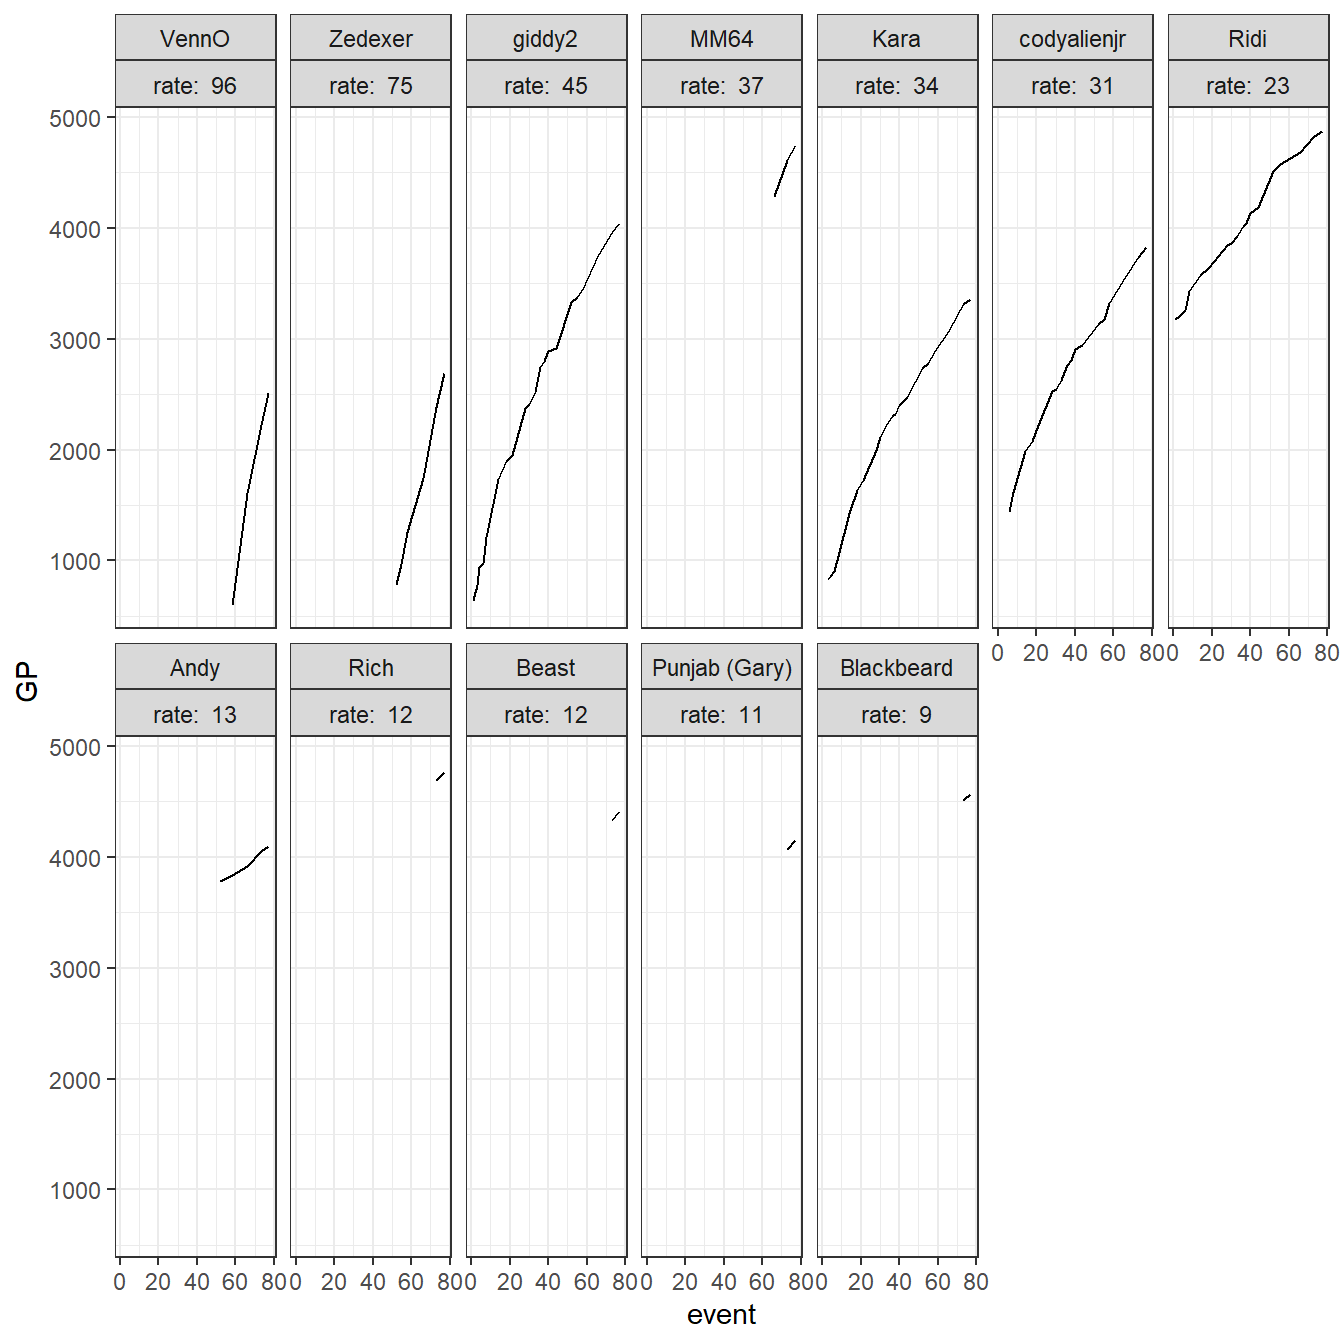 VennO Zedexer giddy2 MM64 Kara codyalienjr Ridi
rate: 96 rate: 75 rate: 45 rate: 37 rate: 34 rate: 31 rate: 23
5000
4000
3000
2000
1000
0 20 40 60 80 0 20 40 60 80
GP
Andy Rich Beast Punjab (Gary) Blackbeard
rate: 13 rate: 12 rate: 12 rate: 11 rate: 9
5000
4000
3000
2000
1000
0 20 40 60 80 0 20 40 60 80 0 20 40 60 80 0 20 40 60 80 0 20 40 60 80
event